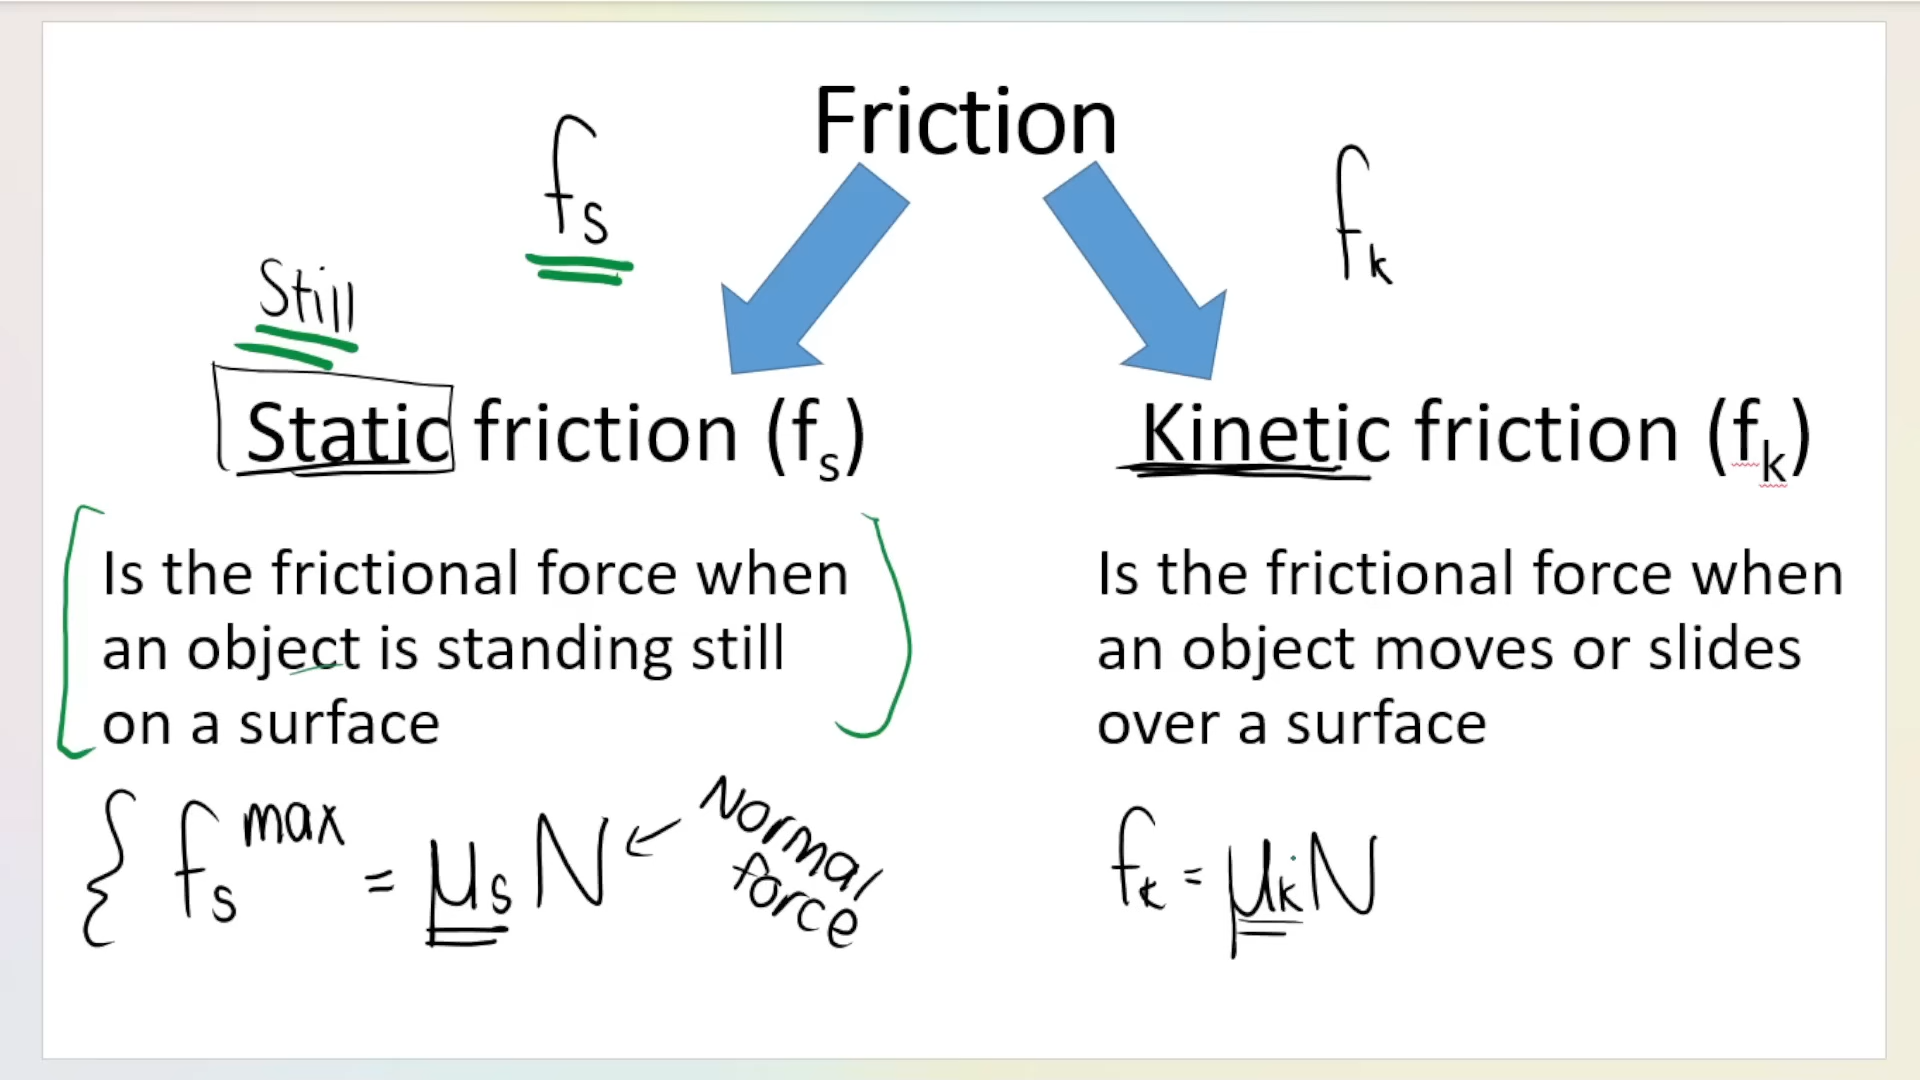 Friction
fs
fk
Still
Static friction (fs)
Kinetic friction (fk)
Is the frictional force when
an object is standing still
on a surface
Is the frictional force when
an object moves or slides
over a surface
{ fs max = μs N ← Normal
force
fk = μk N